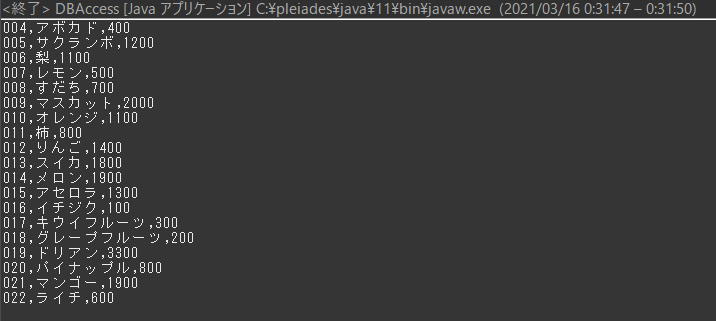 <終了> DBAccess [Java アプリケーション] C:¥pleiades¥java¥11¥bin¥javaw.exe  (2021/03/16 0:31:47 – 0:31:50)
004,アボカド,400
005,サクランボ,1200
006,梨,1100
007,レモン,500
008,すだち,700
009,マスカット,2000
010,オレンジ,1100
011,柿,800
012,りんご,1400
013,スイカ,1800
014,メロン,1900
015,アセロラ,1300
016,イチジク,100
017,キウイフルーツ,300
018,グレープフルーツ,200
019,ドリアン,3300
020,パイナップル,800
021,マンゴー,1900
022,ライチ,600